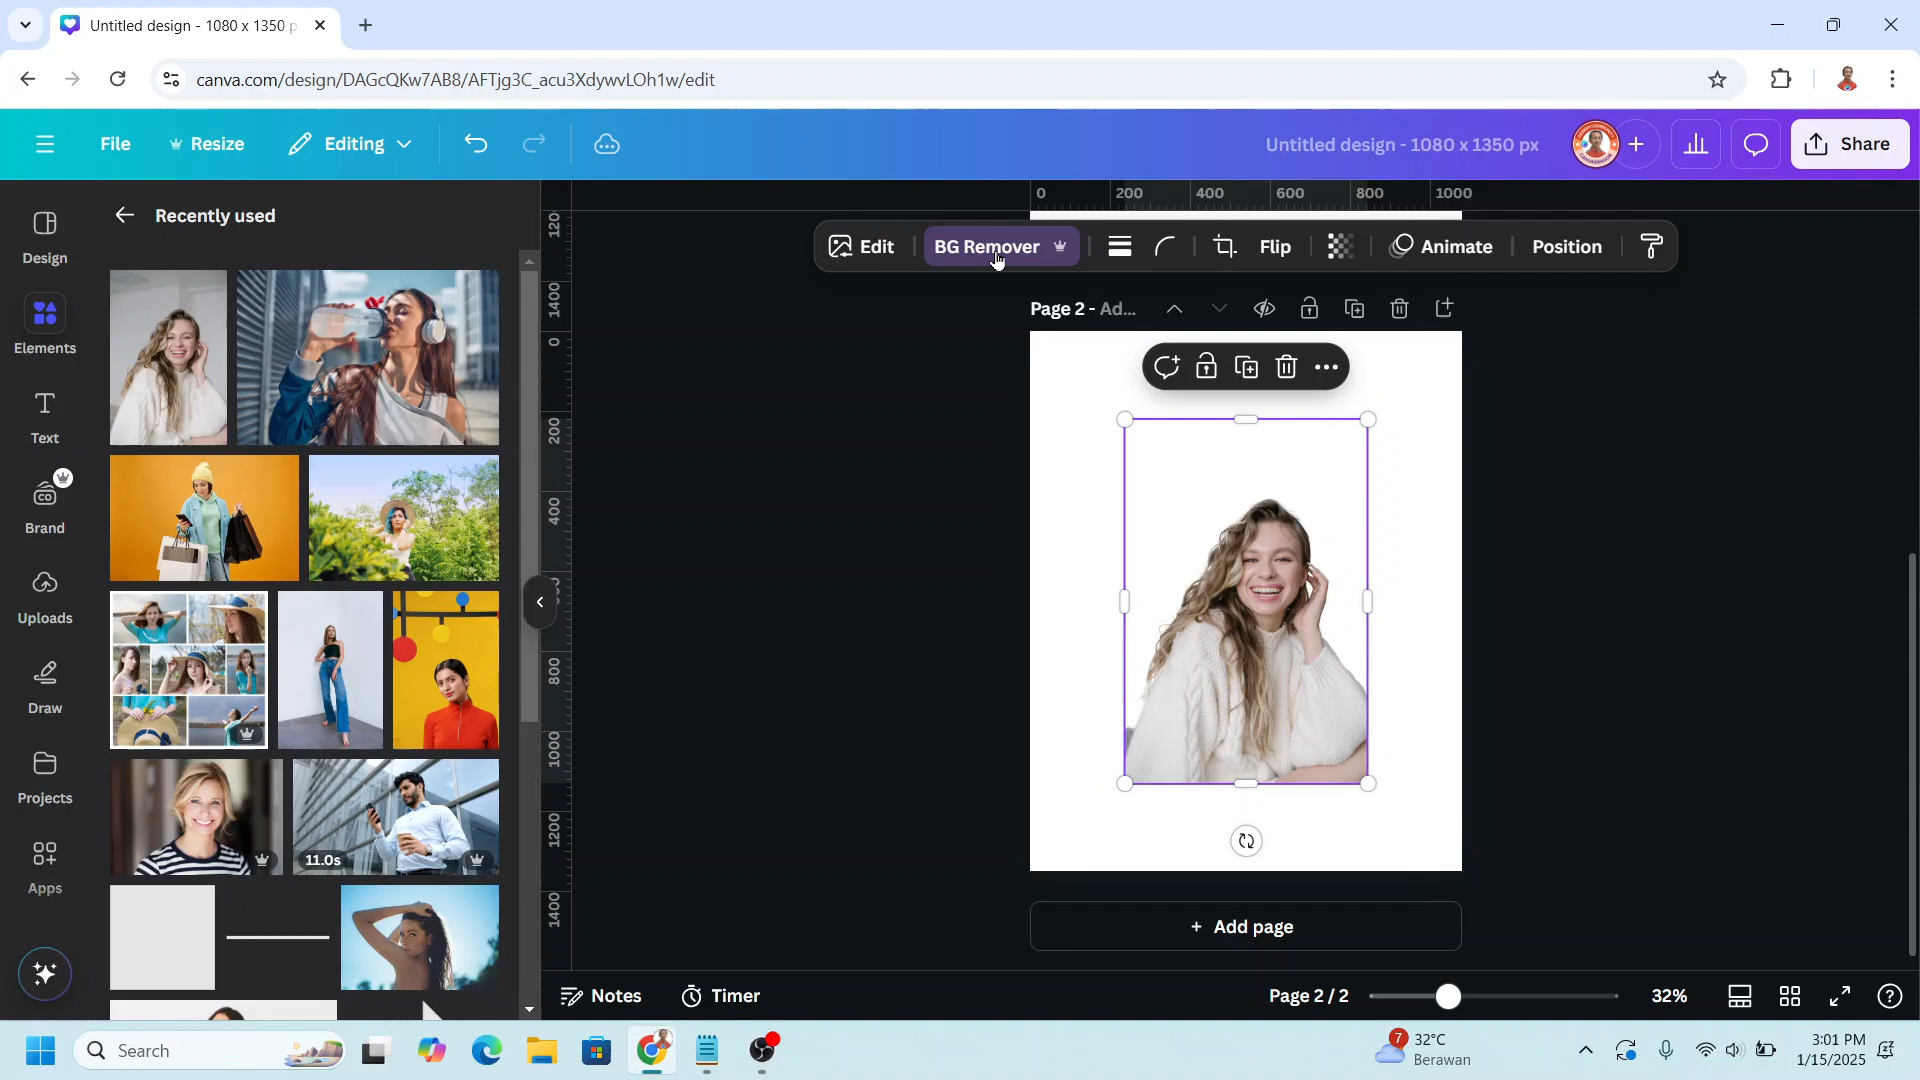 Untitled design - 1080 x 1350 p
canva.com/design/DAGcQKw7AB8/AFTjg3C_acu3XdywvLOh1w/edit
File
Resize
Editing
Untitled design - 1080 x 1350 px
Share
Design
Elements
Text
Brand
Uploads
Draw
Projects
Apps
Recently used
11.0s
0 200 400 600 800 1000
Edit
BG Remover
Flip
Animate
Position
Page 2 - Ad...
120
1400
0
200
400
800
1000
1200
1400
+ Add page
Notes
Timer
Page 2 / 2
32%
Search
7
32°C
Berawan
3:01 PM
1/15/2025